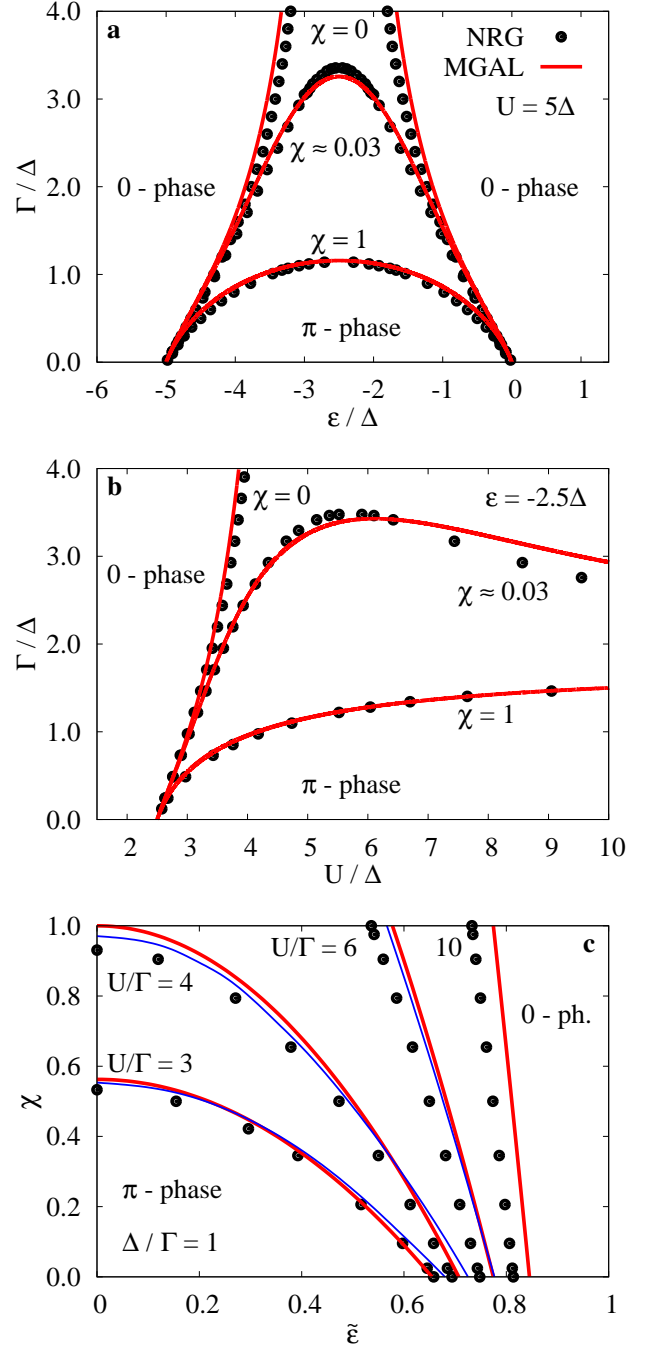 a
χ = 0
NRG
MGAL
U = 5Δ
χ ≈ 0.03
0 - phase
0 - phase
χ = 1
π - phase
4.0
3.0
2.0
1.0
0.0
Γ / Δ
-6 -5 -4 -3 -2 -1 0 1
ε / Δ
b
χ = 0
ε = -2.5Δ
0 - phase
χ ≈ 0.03
χ = 1
π - phase
4.0
3.0
2.0
1.0
0.0
Γ / Δ
2 3 4 5 6 7 8 9 10
U / Δ
c
U/Γ = 6
10
U/Γ = 4
0 - ph.
U/Γ = 3
π - phase
Δ / Γ = 1
1.0
0.8
0.6
0.4
0.2
0.0
χ
0 0.2 0.4 0.6 0.8 1
ε̃